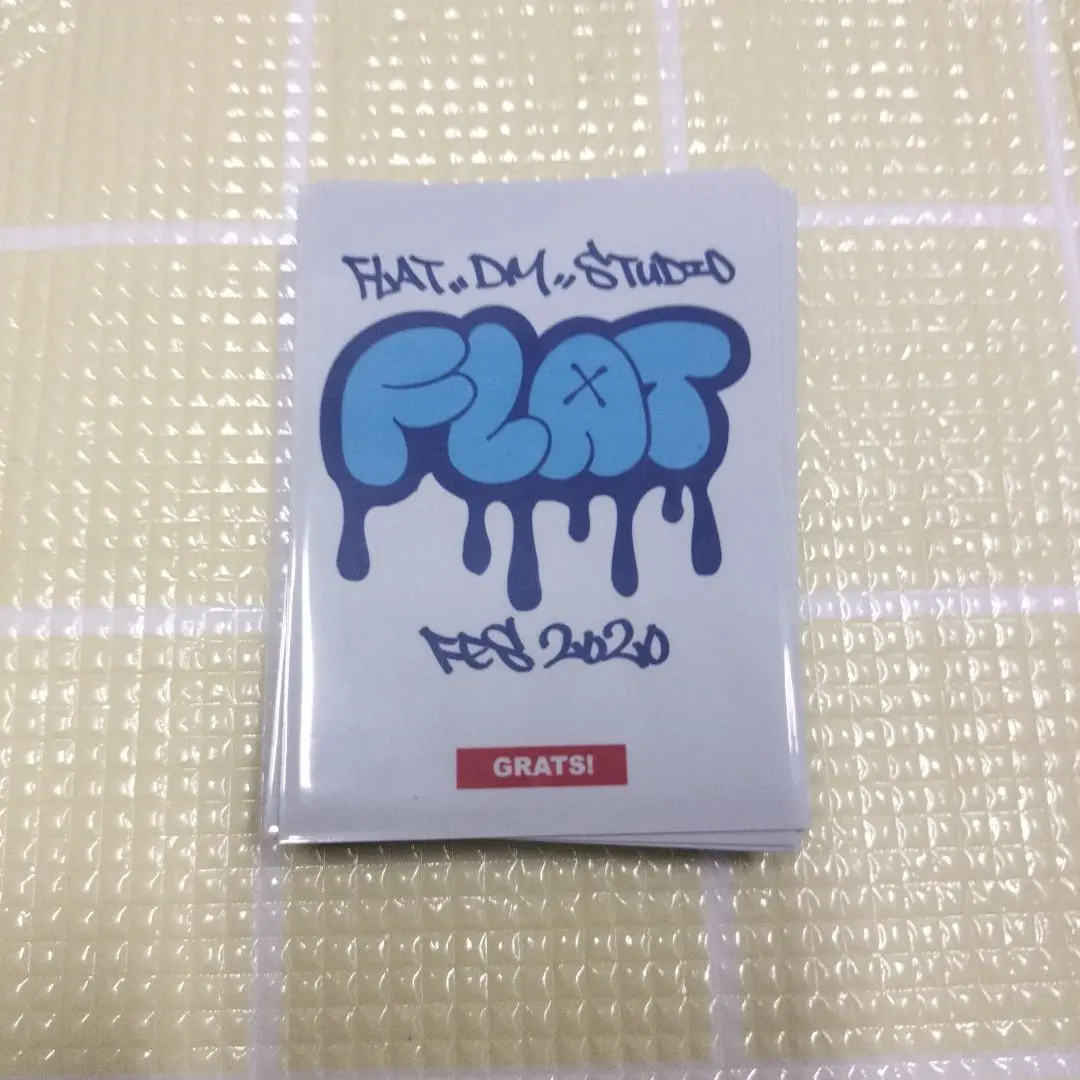 FLAT.. DM.. STUDIO
FLAT
FES 2020
GRATS!